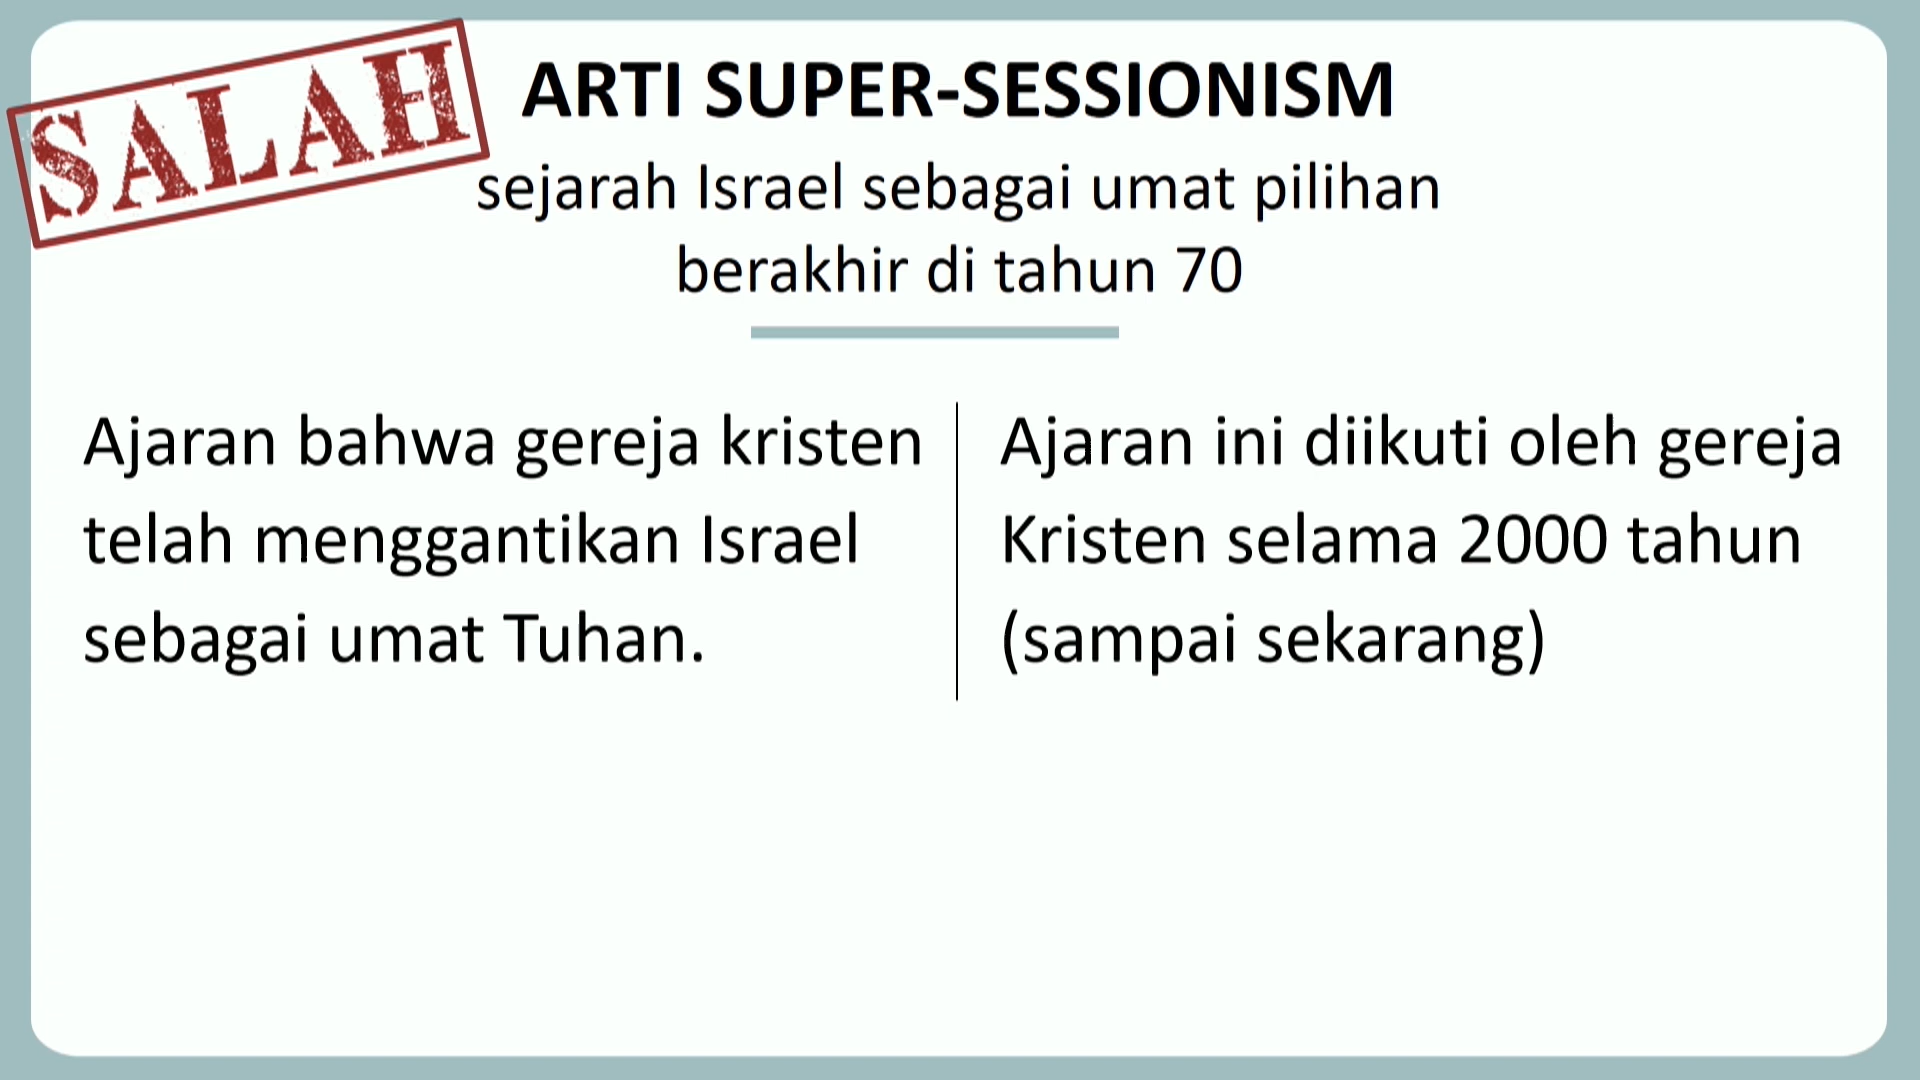 SALAH
ARTI SUPER-SESSIONISM
sejarah Israel sebagai umat pilihan
berakhir di tahun 70
Ajaran bahwa gereja kristen
telah menggantikan Israel
sebagai umat Tuhan.
Ajaran ini diikuti oleh gereja
Kristen selama 2000 tahun
(sampai sekarang)